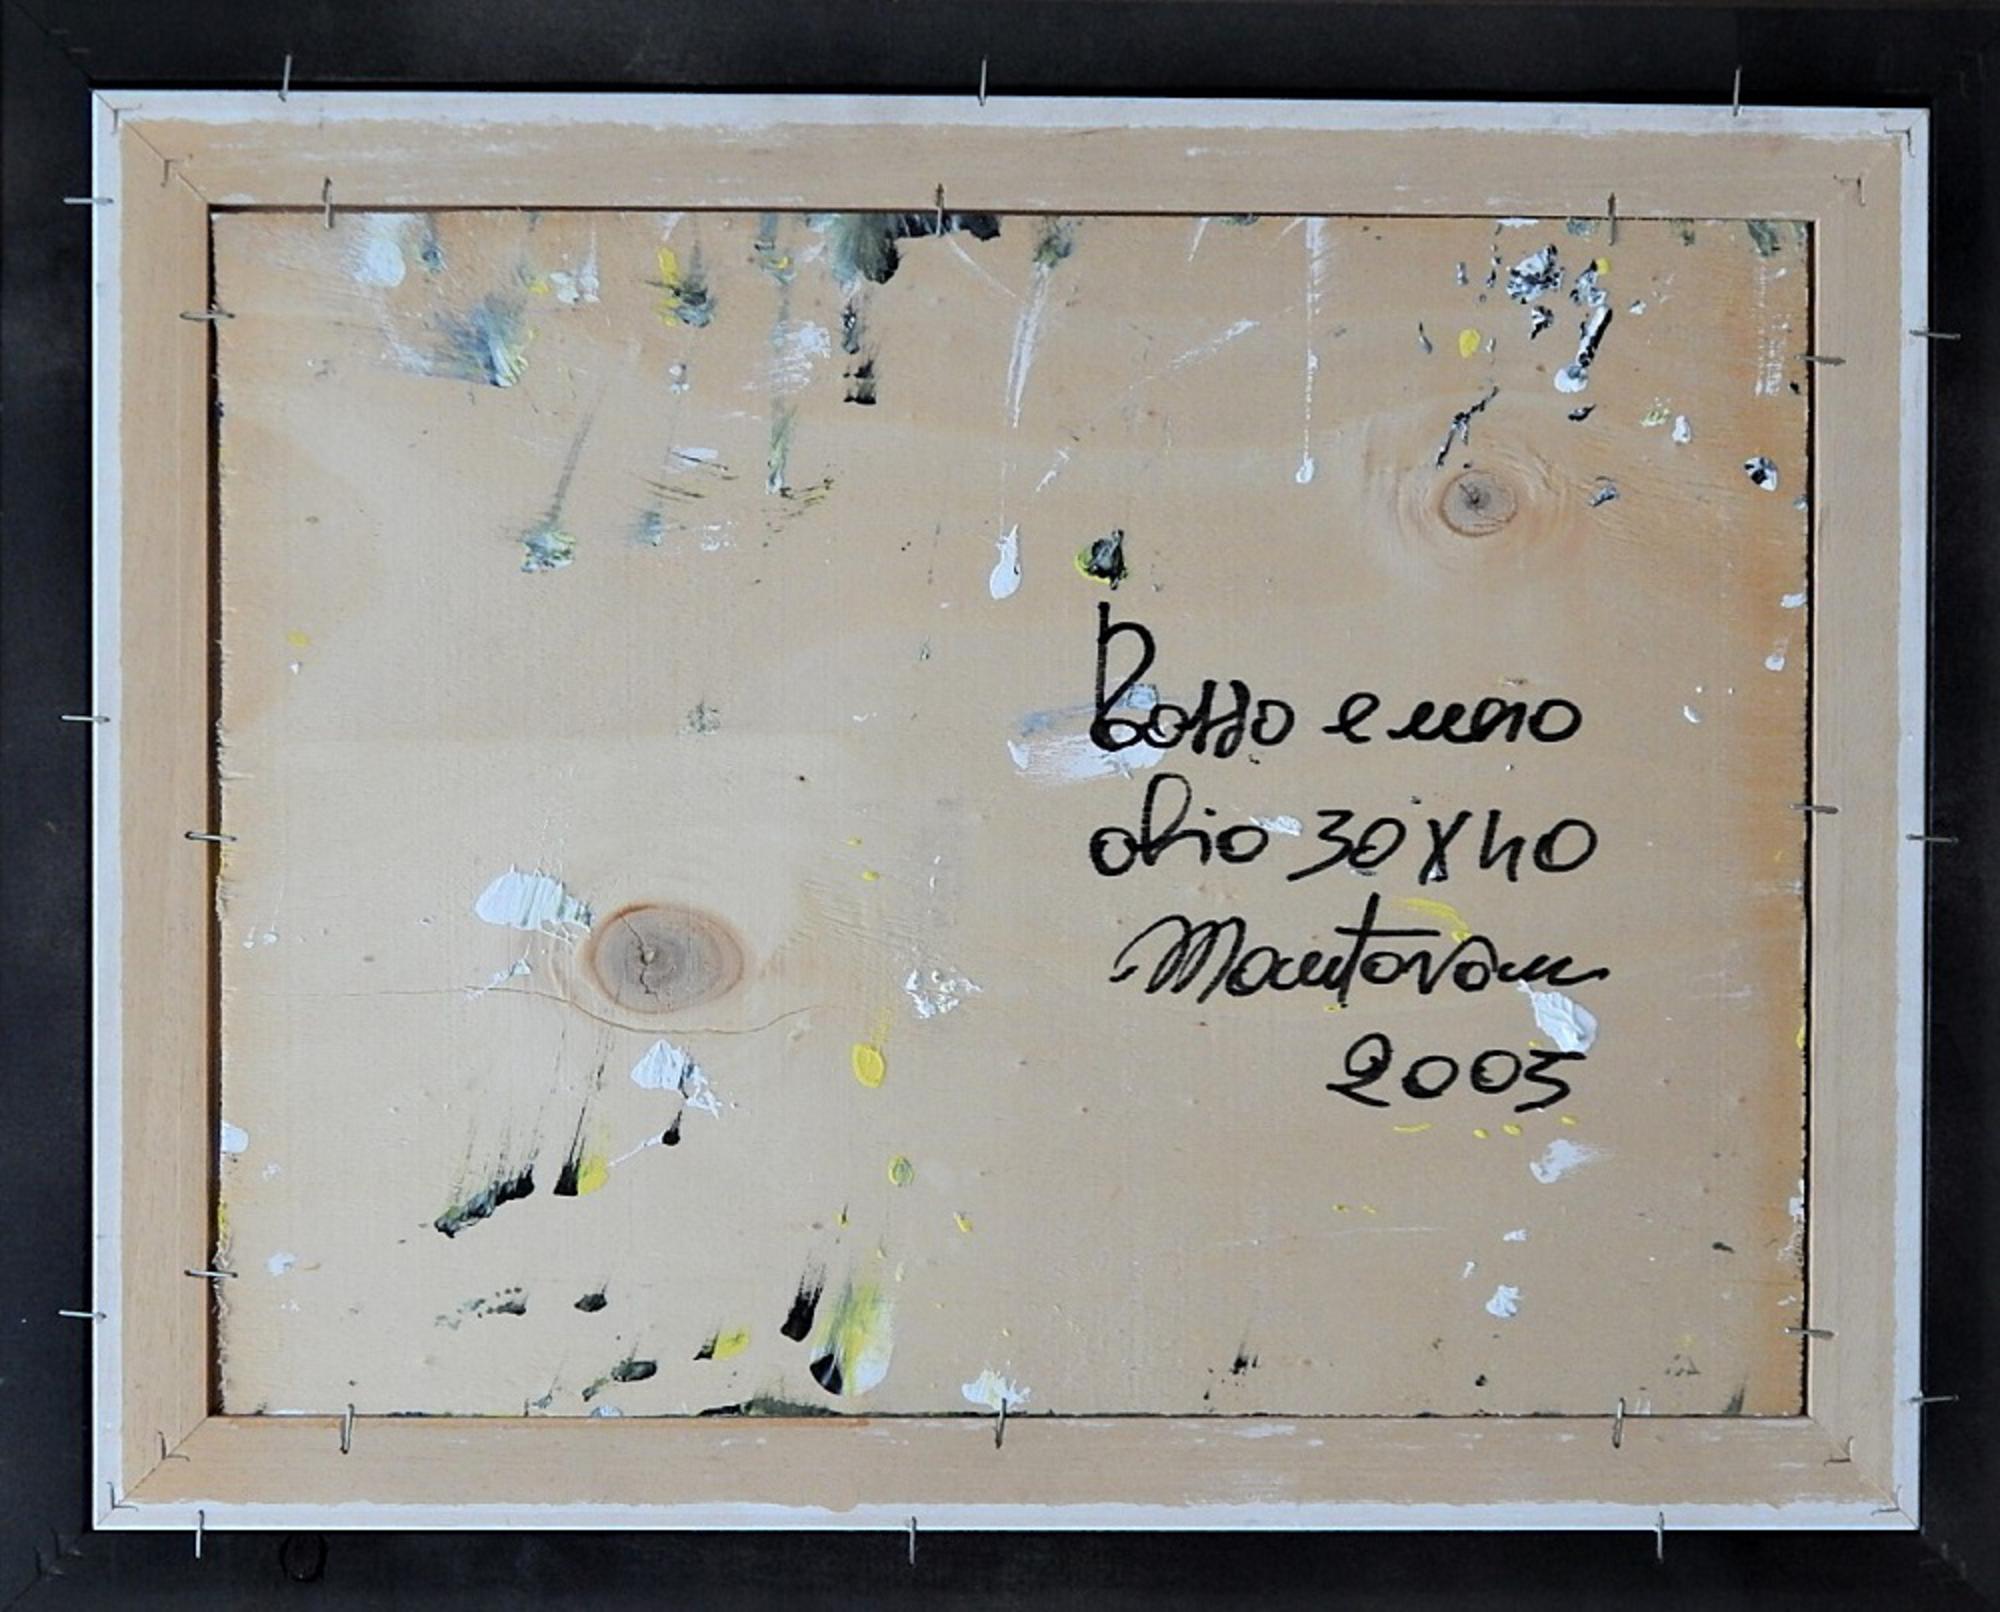 Rosso e nero
olio 30x40
Mantovani
2005